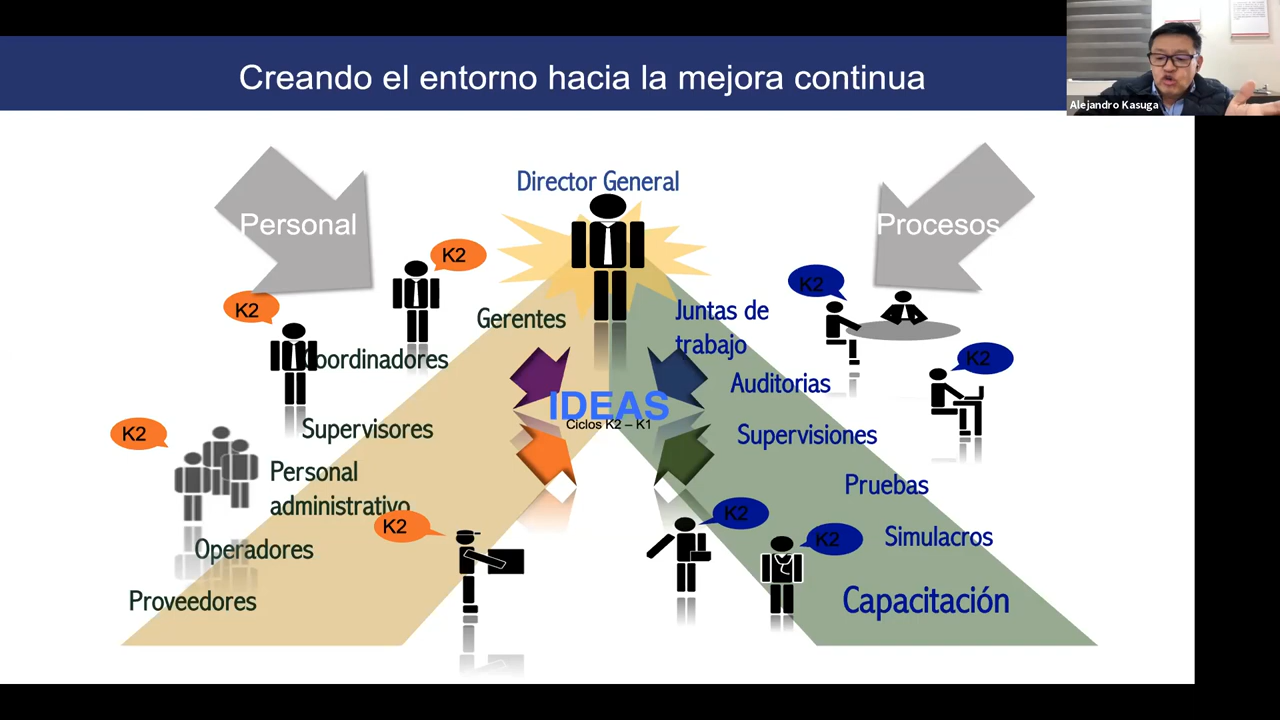 Creando el entorno hacia la mejora continua
Alejandro Kasuga
Director General
Personal
Procesos
K2
K2
Gerentes
Coordinadores
Supervisores
K2
Personal
administrativo
K2
Operadores
Proveedores
IDEAS
Ciclos K2 – K1
K2
Juntas de
trabajo
K2
Auditorias
Supervisiones
Pruebas
K2
K2
Simulacros
Capacitación